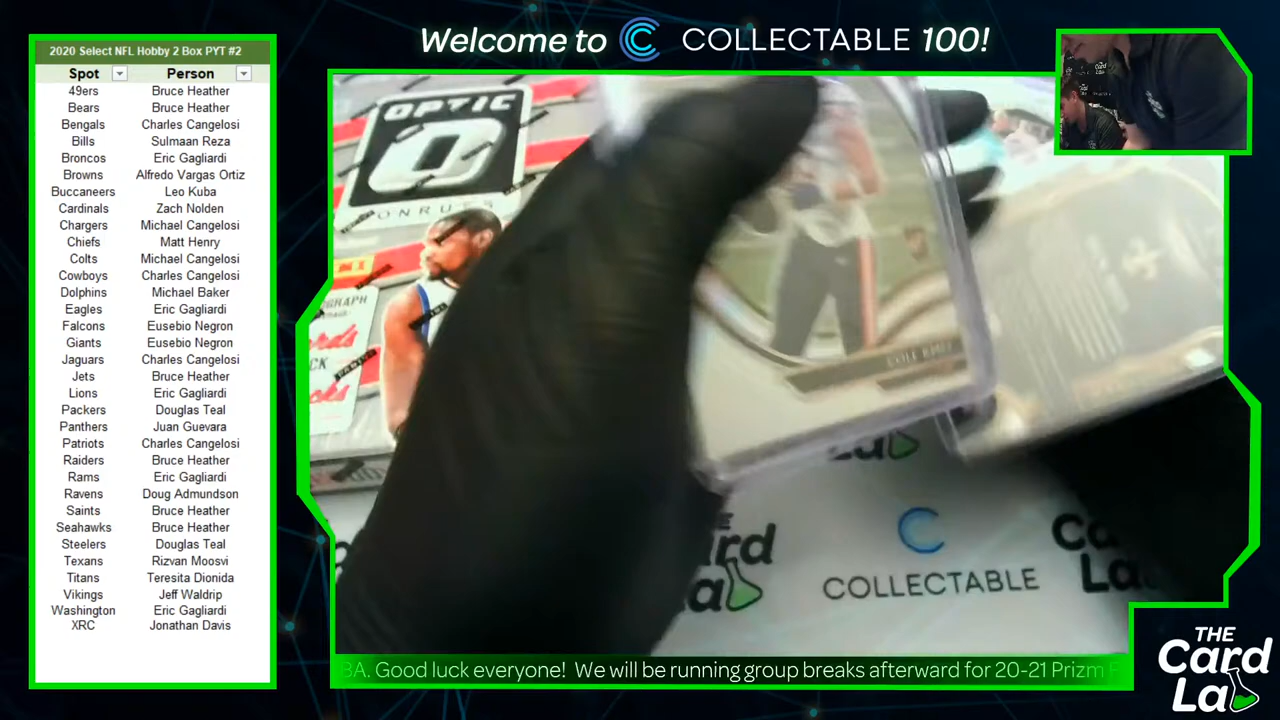 Welcome to COLLECTABLE 100!
2020 Select NFL Hobby 2 Box PYT #2
Spot Person
49ers Bruce Heather
Bears Bruce Heather
Bengals Charles Cangelosi
Bills Sulmaan Reza
Broncos Eric Gagliardi
Browns Alfredo Vargas Ortiz
Buccaneers Leo Kuba
Cardinals Zach Nolden
Chargers Michael Cangelosi
Chiefs Matt Henry
Colts Michael Cangelosi
Cowboys Charles Cangelosi
Dolphins Michael Baker
Eagles Eric Gagliardi
Falcons Eusebio Negron
Giants Eusebio Negron
Jaguars Charles Cangelosi
Jets Bruce Heather
Lions Eric Gagliardi
Packers Douglas Teal
Panthers Juan Guevara
Patriots Charles Cangelosi
Raiders Bruce Heather
Rams Eric Gagliardi
Ravens Doug Admundson
Saints Bruce Heather
Seahawks Bruce Heather
Steelers Douglas Teal
Texans Rizvan Moosvi
Titans Teresita Dionida
Vikings Jeff Waldrip
Washington Eric Gagliardi
XRC Jonathan Davis
OPTIC
ONRUSS
THE
COLLECTABLE
BA. Good luck everyone! We will be running group breaks afterward for 20-21 Prizm
THE
Card
La